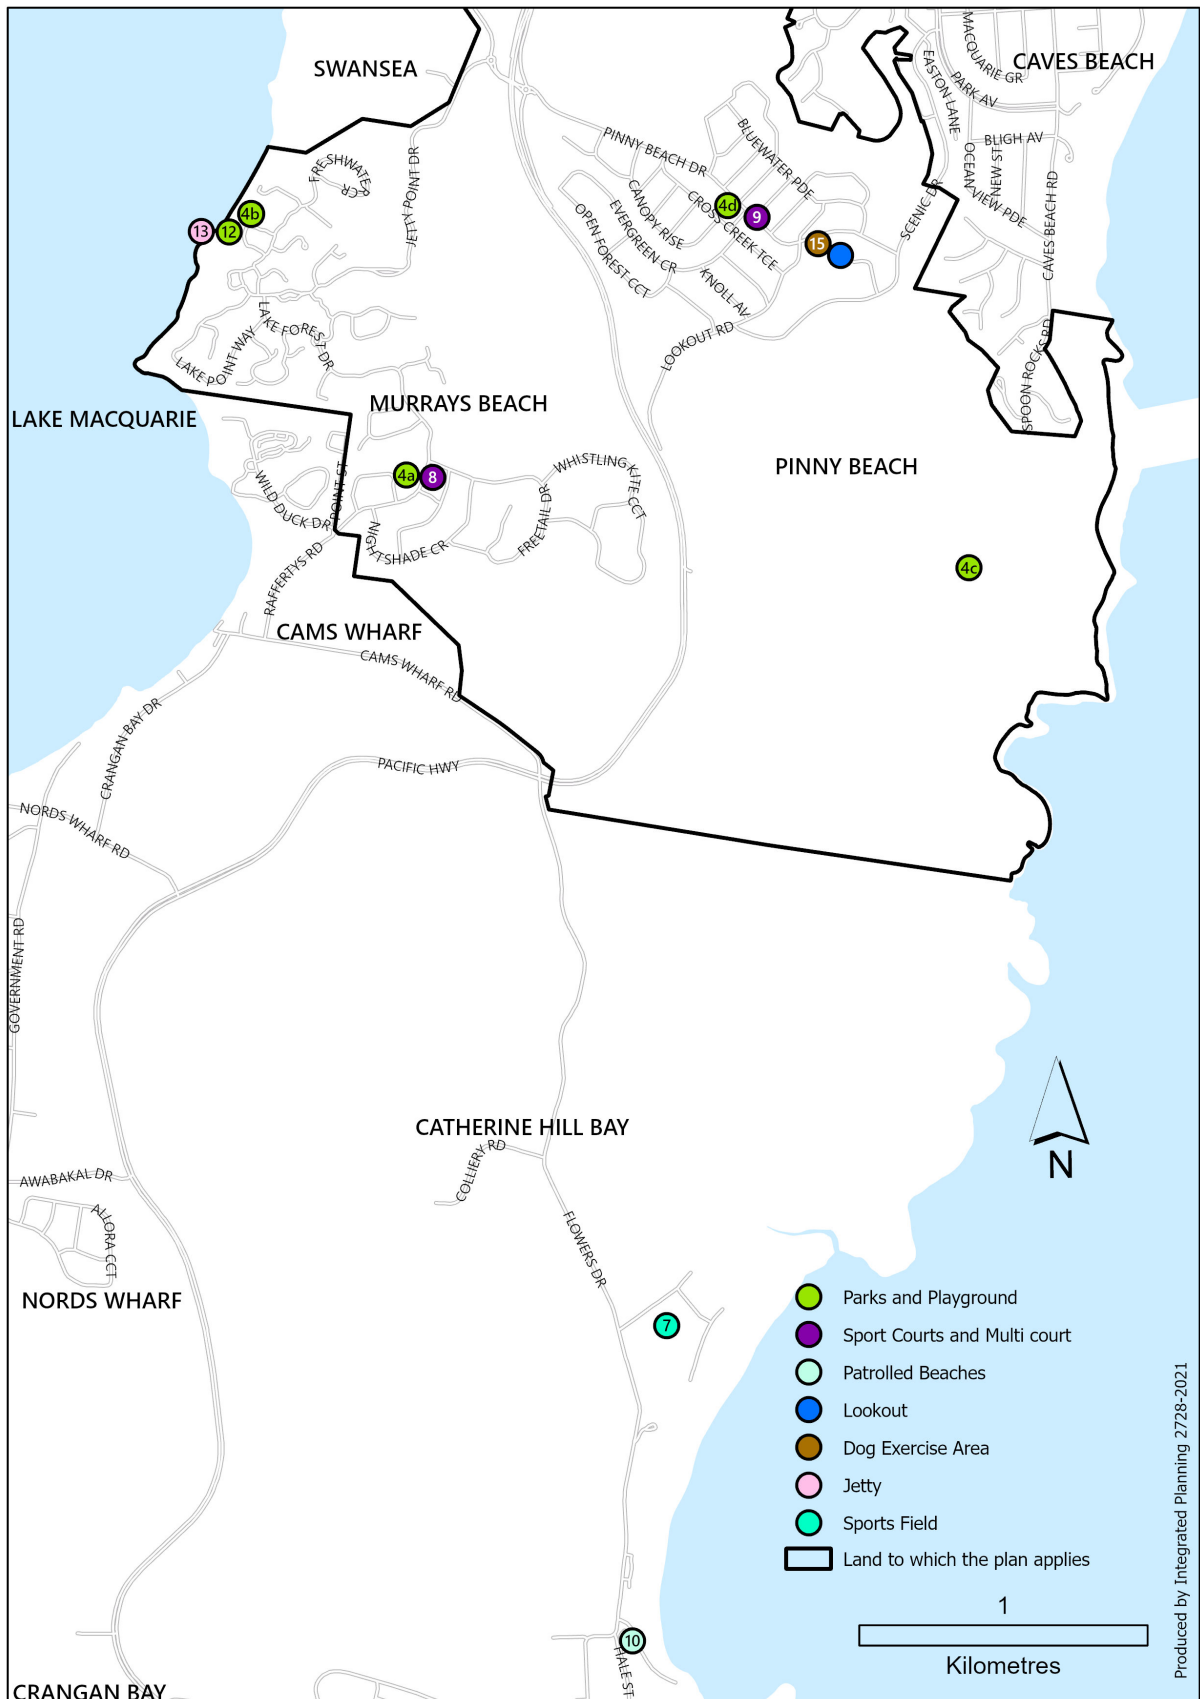 SWANSEA
CAVES BEACH
MACQUARIE GR
EASTON LANE
PARK AV
BLIGH AV
OCEAN VIEW PDE
NEW ST
CAVES BEACH RD
SCENIC DR
SPOON ROCKS RD
PINNY BEACH DR
BLUEWATER PDE
CANOPY RISE
CROSS CREEK TCE
EVERGREEN CR
OPEN FOREST CCT
KNOLL AV
LOOKOUT RD
FRESHWATER CR
JETTY POINT DR
4b
13
12
4d
9
15
LAKE FOREST DR
LAKE POINT WAY
LAKE MACQUARIE
MURRAYS BEACH
PINNY BEACH
4a
8
WHISTLING KITE CCT
WILD DUCK DR
POINT ST
NIGHTSHADE CR
FREETAIL DR
RAFFERTYS RD
4c
CAMS WHARF
CAMS WHARF RD
CRANGAN BAY DR
PACIFIC HWY
NORDS WHARF RD
GOVERNMENT RD
CATHERINE HILL BAY
COLLIERY RD
AWABAKAL DR
ALLORA CCT
FLOWERS DR
NORDS WHARF
7
10
HALE ST
CRANGAN BAY
N
Parks and Playground
Sport Courts and Multi court
Patrolled Beaches
Lookout
Dog Exercise Area
Jetty
Sports Field
Land to which the plan applies
1
Kilometres
Produced by Integrated Planning 2728-2021